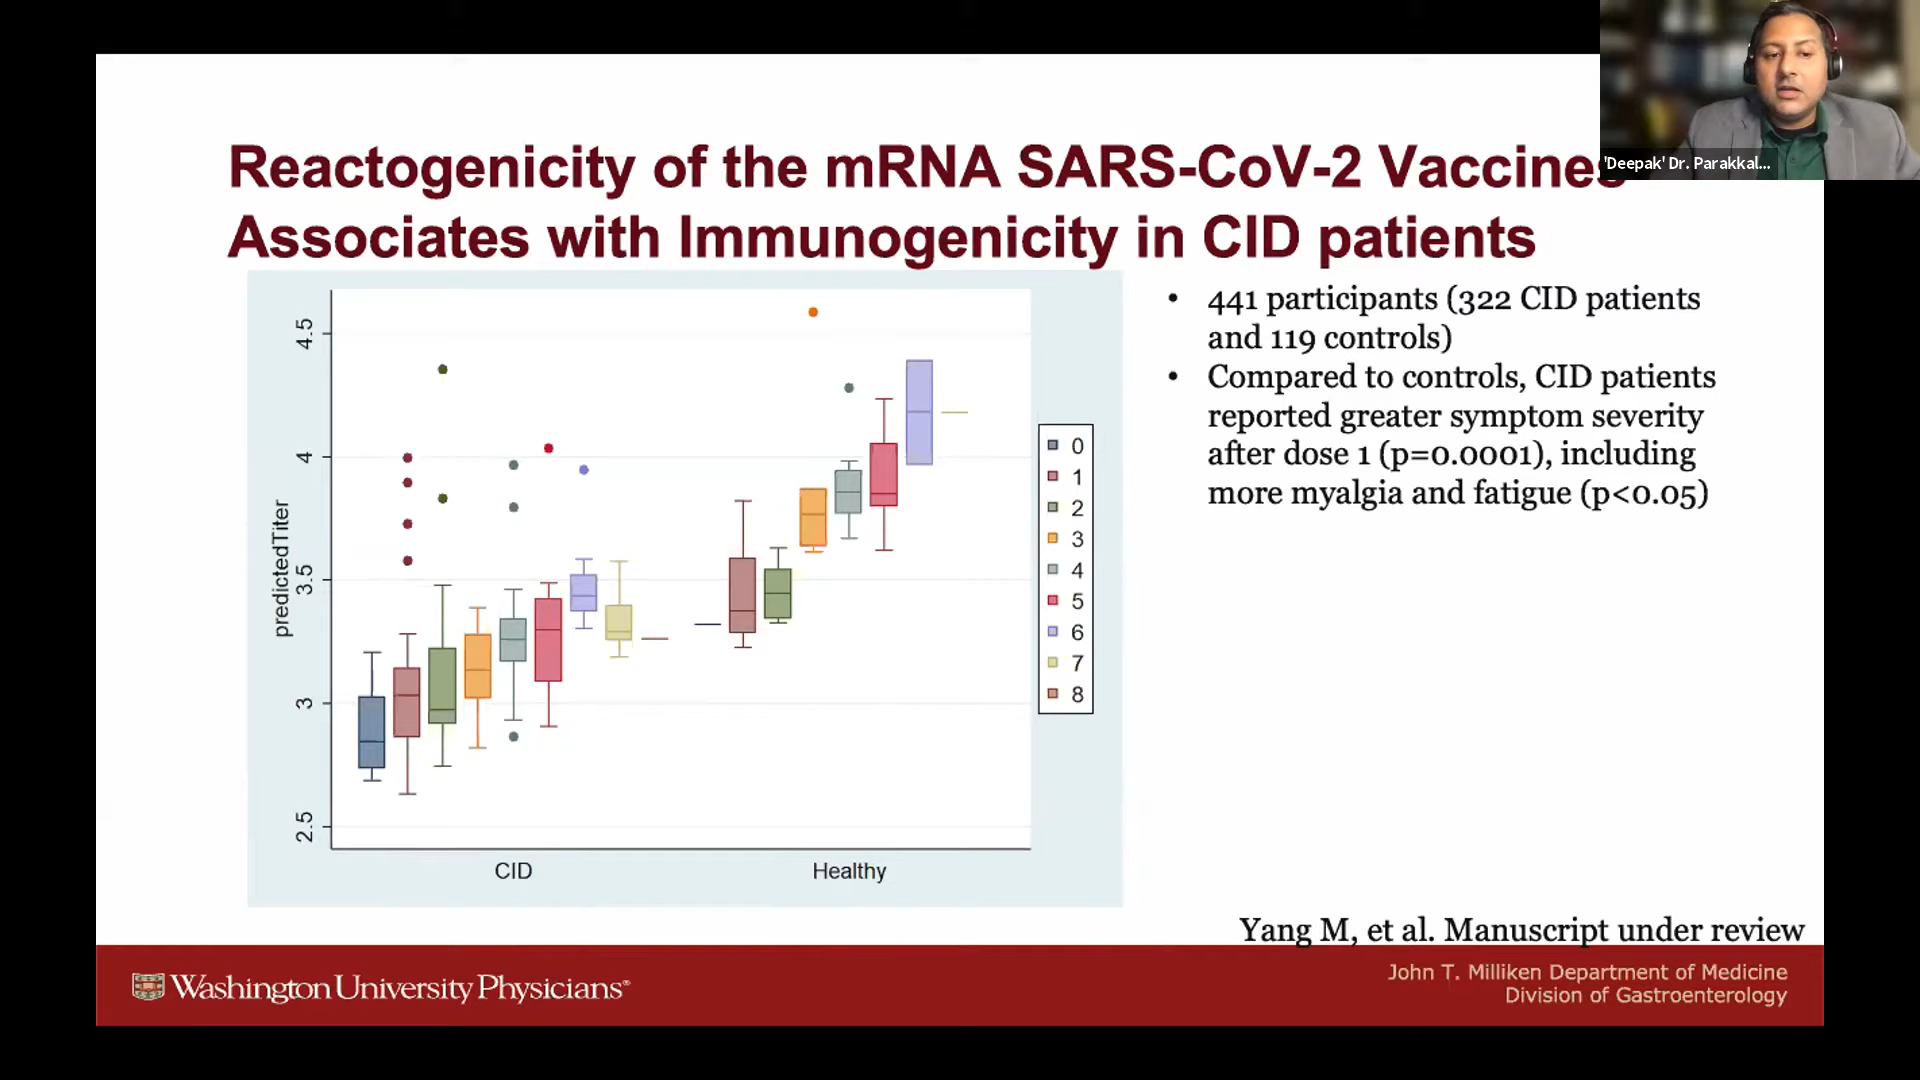 'Deepak' Dr. Parakkal...
Reactogenicity of the mRNA SARS-CoV-2 Vaccines
Associates with Immunogenicity in CID patients
predictedTiter
4.5
4
3.5
3
2.5
CID
Healthy
0
1
2
3
4
5
6
7
8
• 441 participants (322 CID patients
and 119 controls)
• Compared to controls, CID patients
reported greater symptom severity
after dose 1 (p=0.0001), including
more myalgia and fatigue (p<0.05)
Yang M, et al. Manuscript under review
Washington University Physicians®
John T. Milliken Department of Medicine
Division of Gastroenterology